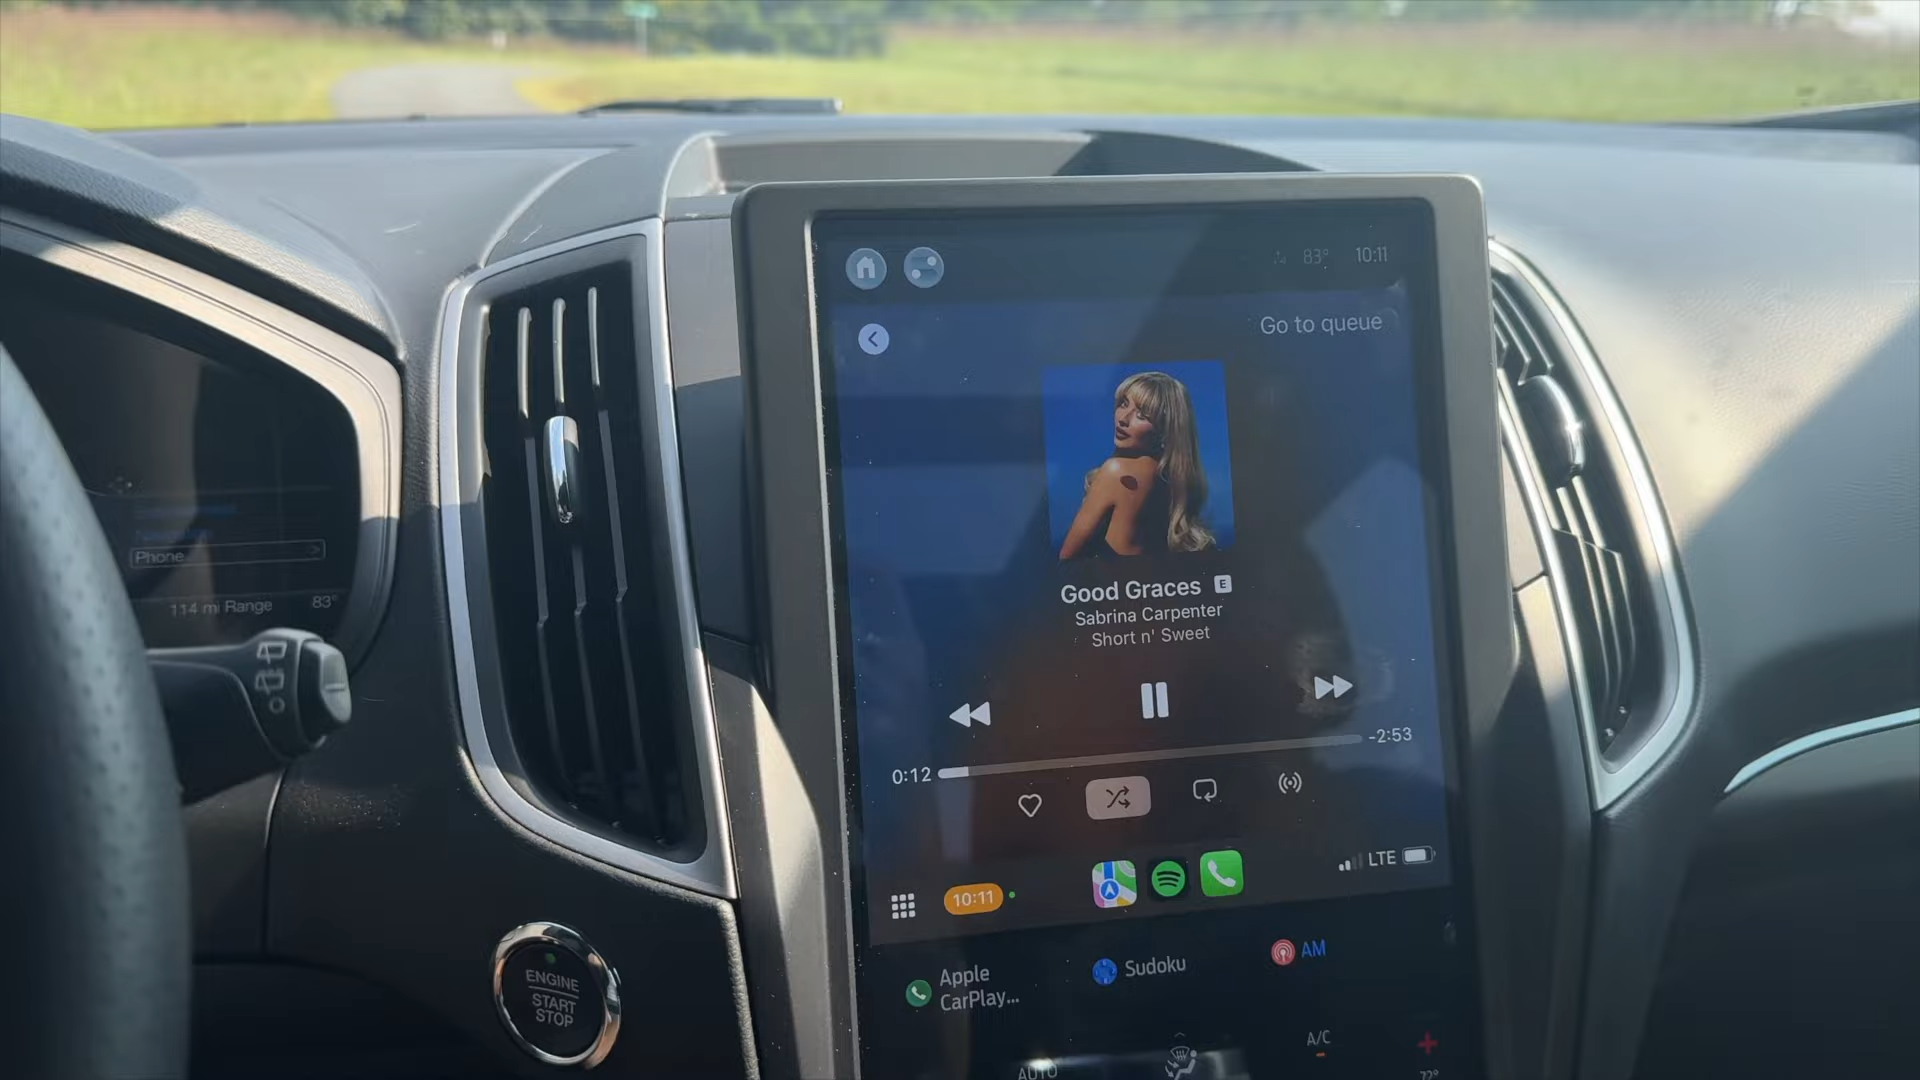 83° 10:11
Go to queue
Good Graces E
Sabrina Carpenter
Short n' Sweet
0:12 -2:53
LTE
10:11
Apple
CarPlay...
Sudoku
AM
A/C
AUTO
72°
Phone
114 mi Range 83°
ENGINE
START
STOP